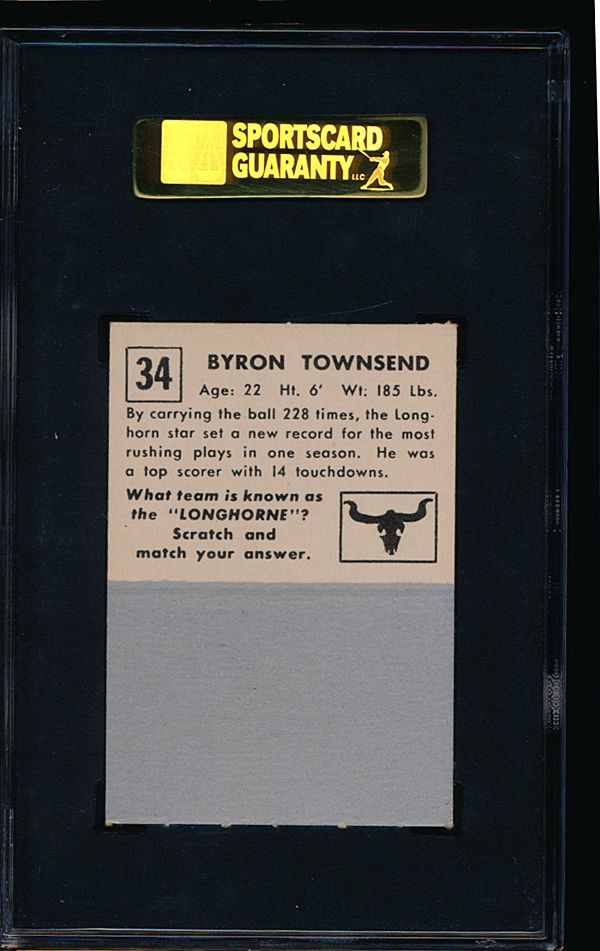 SPORTSCARD
GUARANTY LLC
34
BYRON TOWNSEND
Age: 22 Ht. 6' Wt: 185 Lbs.
By carrying the ball 228 times, the Long-
horn star set a new record for the most
rushing plays in one season. He was
a top scorer with 14 touchdowns.
What team is known as
the "LONGHORNE"?
Scratch and
match your answer.